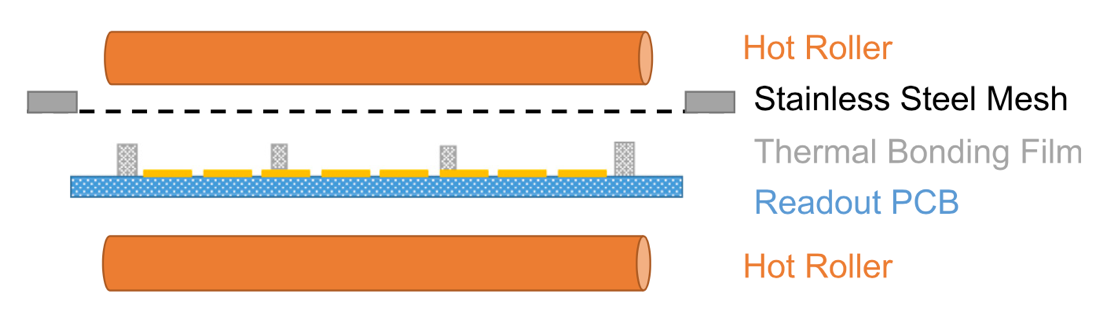 Hot Roller
Stainless Steel Mesh
Thermal Bonding Film
Readout PCB
Hot Roller